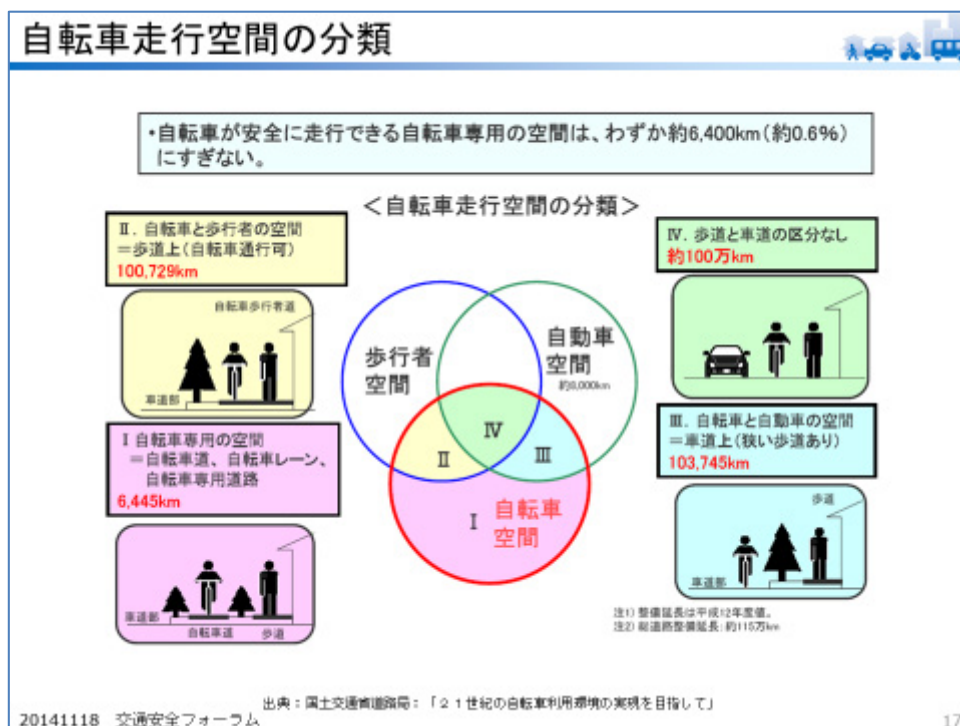 自転車走行空間の分類
・自転車が安全に走行できる自転車専用の空間は、わずか約6,400km(約0.6%)
にすぎない。
＜自転車走行空間の分類＞
Ⅱ. 自転車と歩行者の空間
＝歩道上(自転車通行可)
100,729km
自転車歩行者道
車道部
Ⅰ 自転車専用の空間
＝自転車道、自転車レーン、
自転車専用道路
6,445km
車道部
自転車道
歩道
歩行者
空間
自動車
空間
約8,000km
Ⅳ
Ⅱ
Ⅲ
Ⅰ
自転車
空間
Ⅳ. 歩道と車道の区分なし
約100万km
Ⅲ. 自転車と自動車の空間
＝車道上(狭い歩道あり)
103,745km
歩道
車道部
注1) 整備延長は平成12年度値。
注2) 総道路整備延長:約115万km
出典：国土交通省道路局：「２１世紀の自転車利用環境の実現を目指して」
20141118 交通安全フォーラム
17